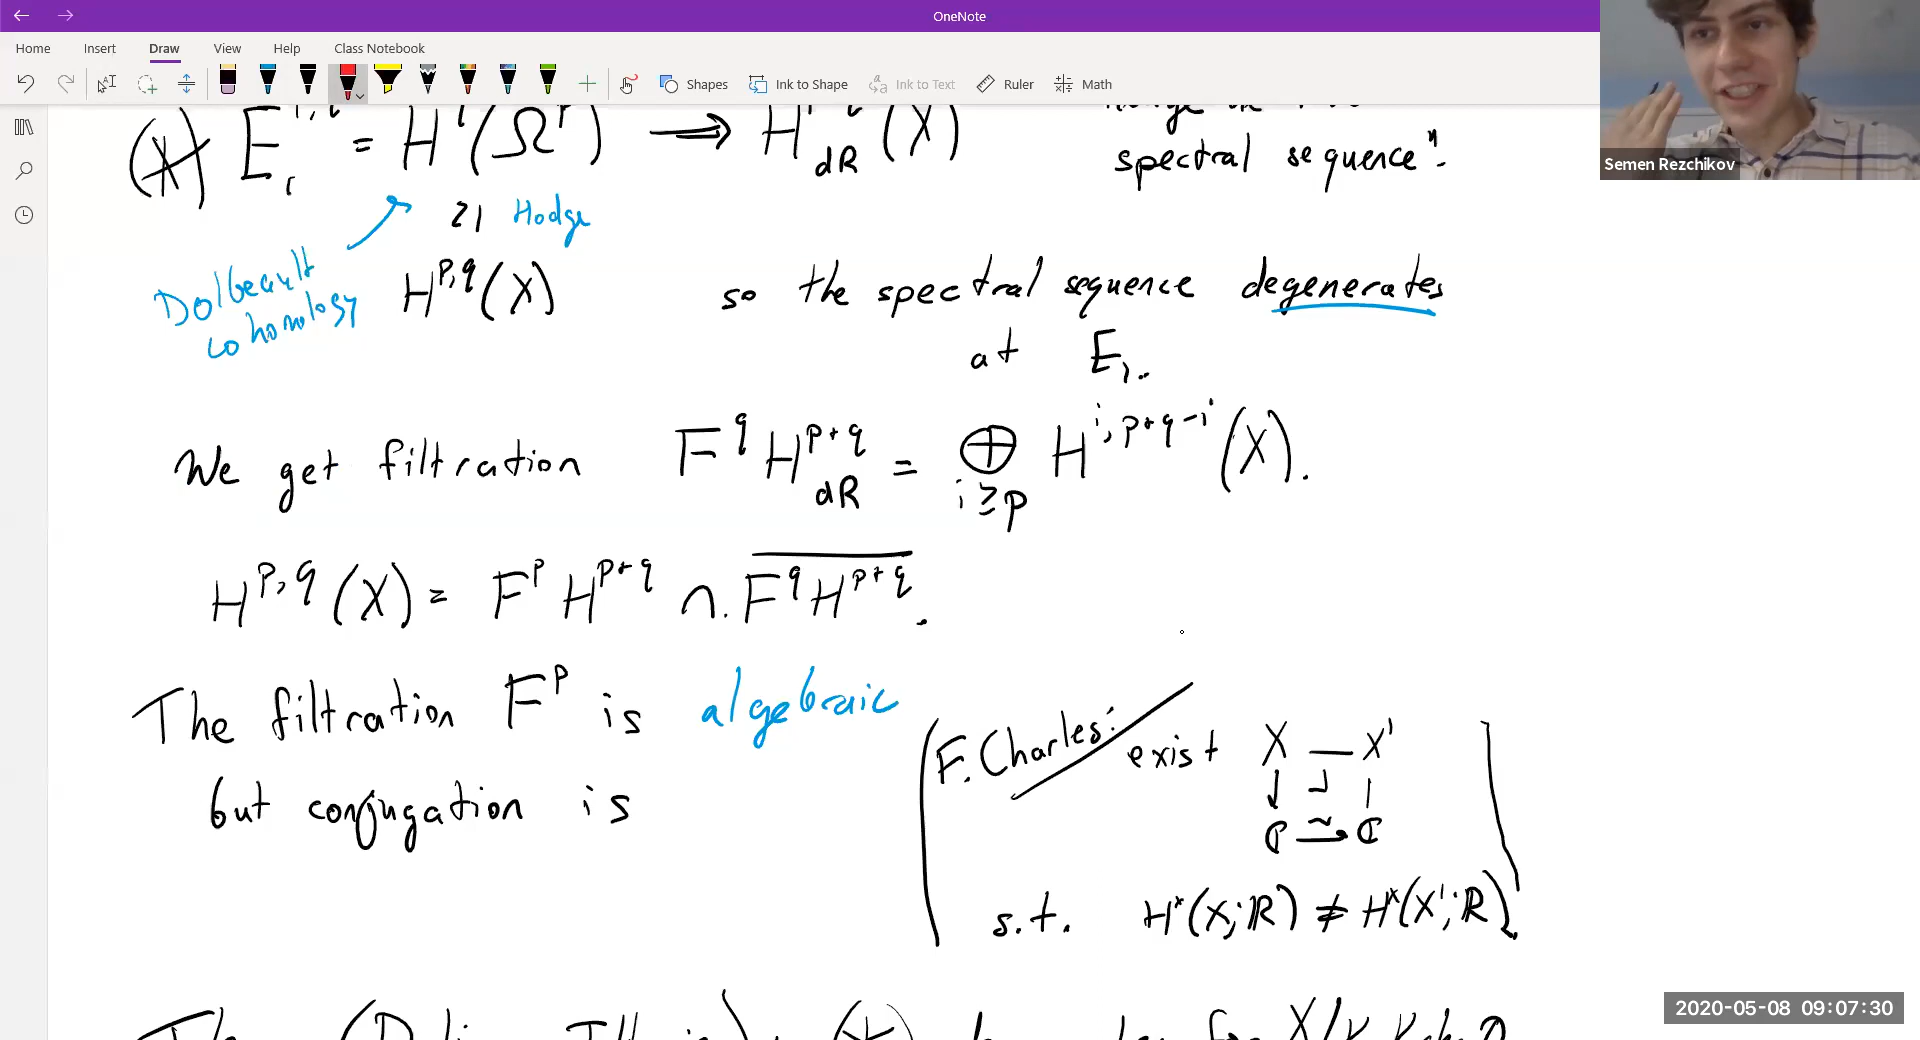 OneNote
Home Insert Draw View Help Class Notebook
Shapes Ink to Shape Ink to Text Ruler Math
Semen Rezchikov
(*) E₁ = H (Ω^p) ⟹ H_dR (X)
spectral sequence".
Dolbeault cohomology
≀| Hodge
H^{p,q}(X) so the spectral sequence degenerates
at E₁.
We get filtration F^q H^{p+q}_{dR} = ⊕_{i≥p} H^{i,p+q-i}(X).
H^{p,q}(X) = F^p H^{p+q} ∩ \overline{F^q H^{p+q}}.
The filtration F^p is algebraic
but conjugation is
(F. Charles: exist X — X'
↓ ⌟ |
ℂ ⥲ ℂ
s.t. H*(X;ℝ) ≠ H*(X';ℝ).
2020-05-08 09:07:30